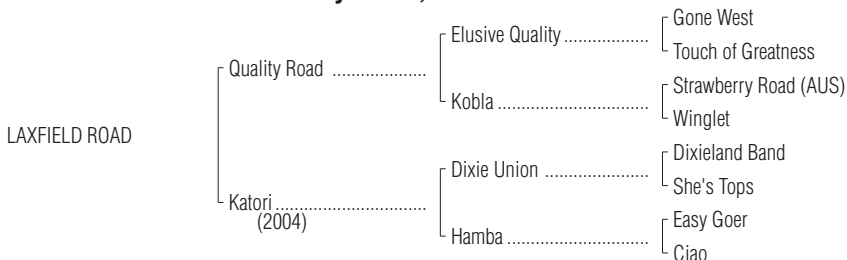 Gone West
Elusive Quality ...................
Touch of Greatness
Quality Road .....................
Strawberry Road (AUS)
Kobla .................................
Winglet
LAXFIELD ROAD
Dixieland Band
Dixie Union .......................
She's Tops
Katori .................................
(2004)
Easy Goer
Hamba ...............................
Ciao